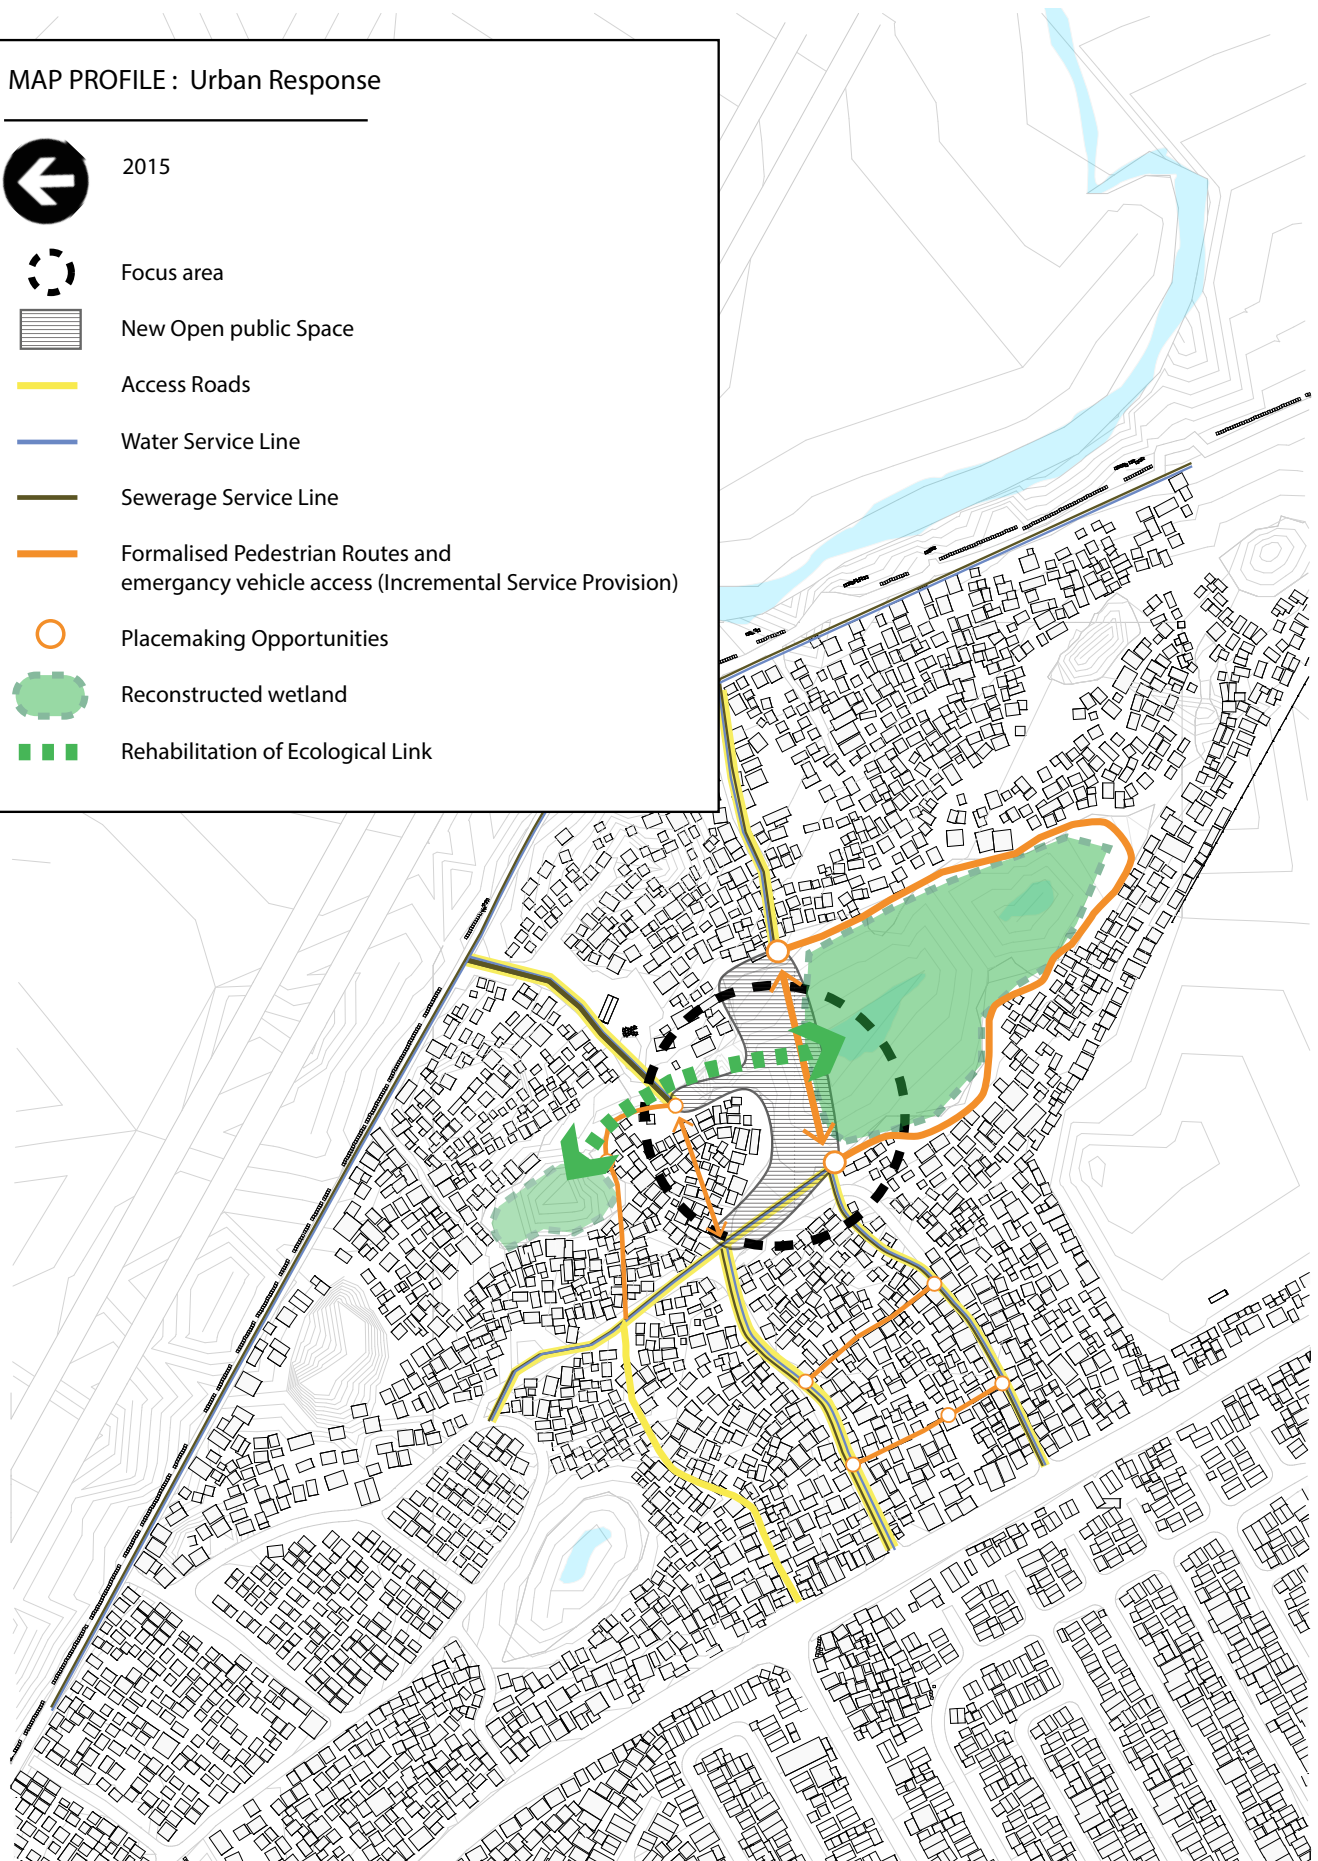 MAP PROFILE : Urban Response
2015
Focus area
New Open public Space
Access Roads
Water Service Line
Sewerage Service Line
Formalised Pedestrian Routes and
emergancy vehicle access (Incremental Service Provision)
Placemaking Opportunities
Reconstructed wetland
Rehabilitation of Ecological Link